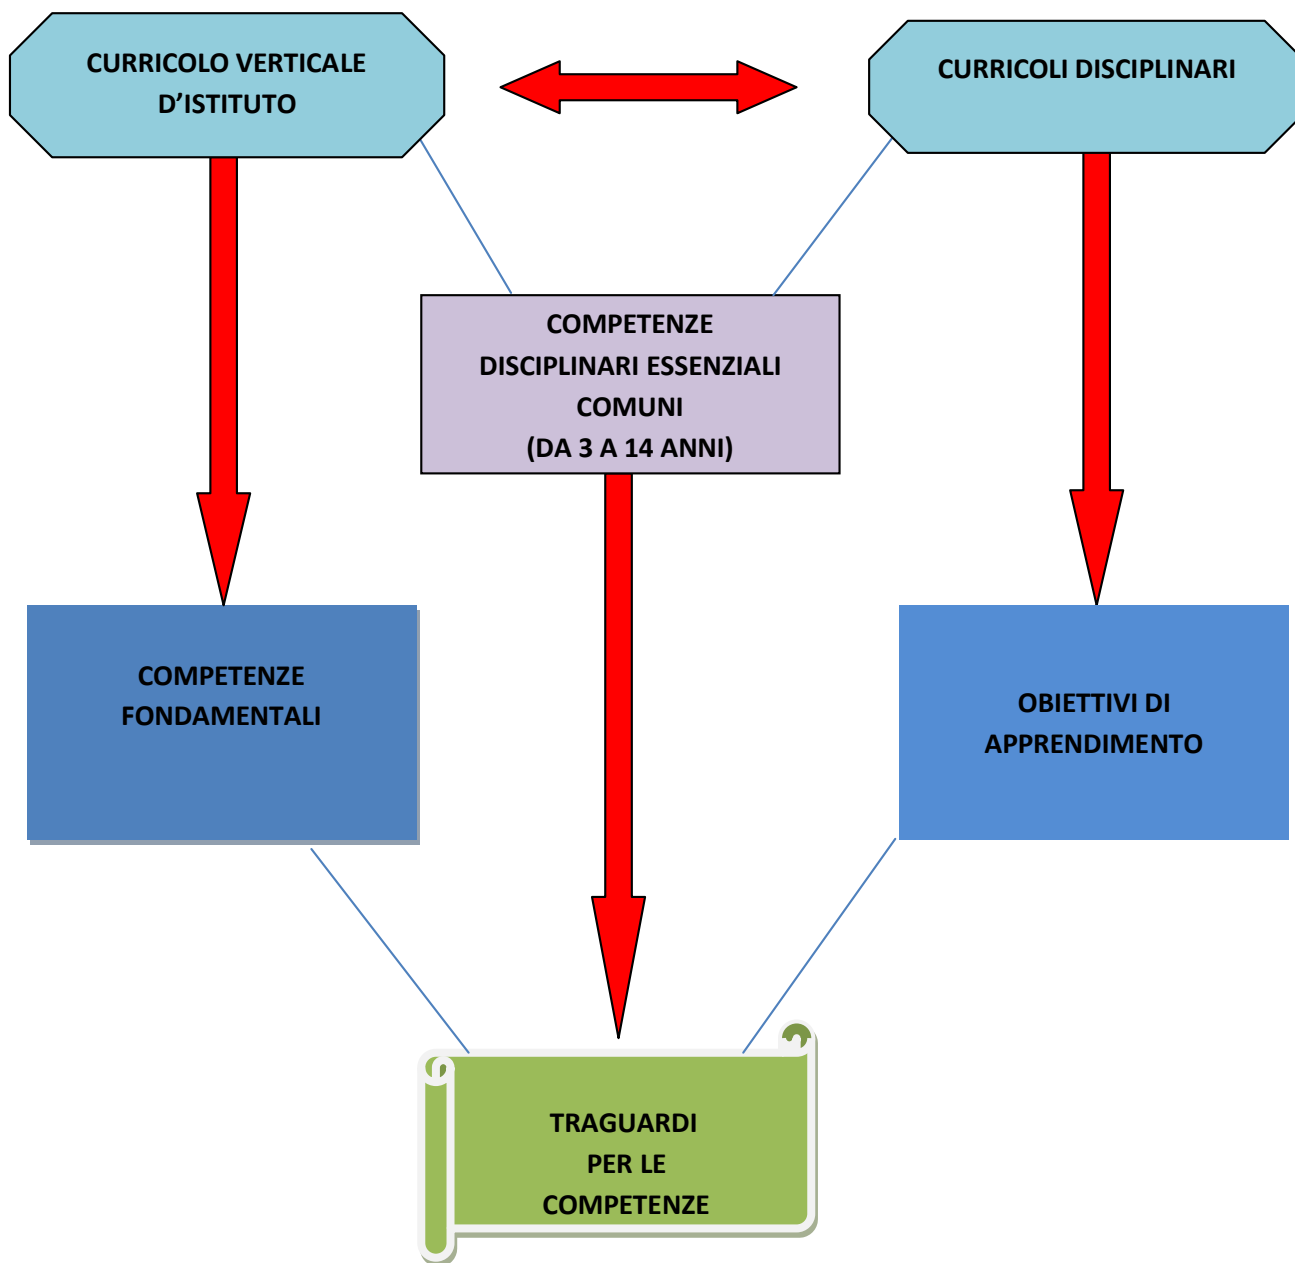 CURRICOLO VERTICALE
D’ISTITUTO
CURRICOLI DISCIPLINARI
COMPETENZE
DISCIPLINARI ESSENZIALI
COMUNI
(DA 3 A 14 ANNI)
COMPETENZE
FONDAMENTALI
OBIETTIVI DI
APPRENDIMENTO
TRAGUARDI
PER LE
COMPETENZE